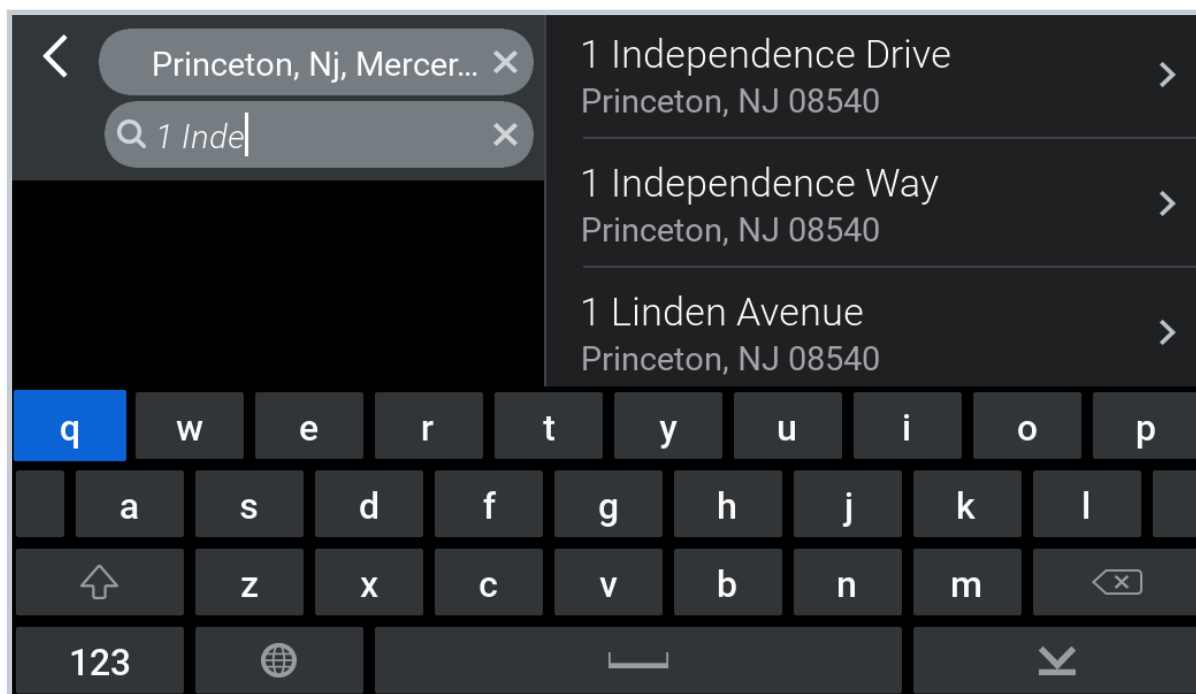 Princeton, Nj, Mercer...
1 Inde
1 Independence Drive
Princeton, NJ 08540
1 Independence Way
Princeton, NJ 08540
1 Linden Avenue
Princeton, NJ 08540
q w e r t y u i o p
a s d f g h j k l
z x c v b n m
123